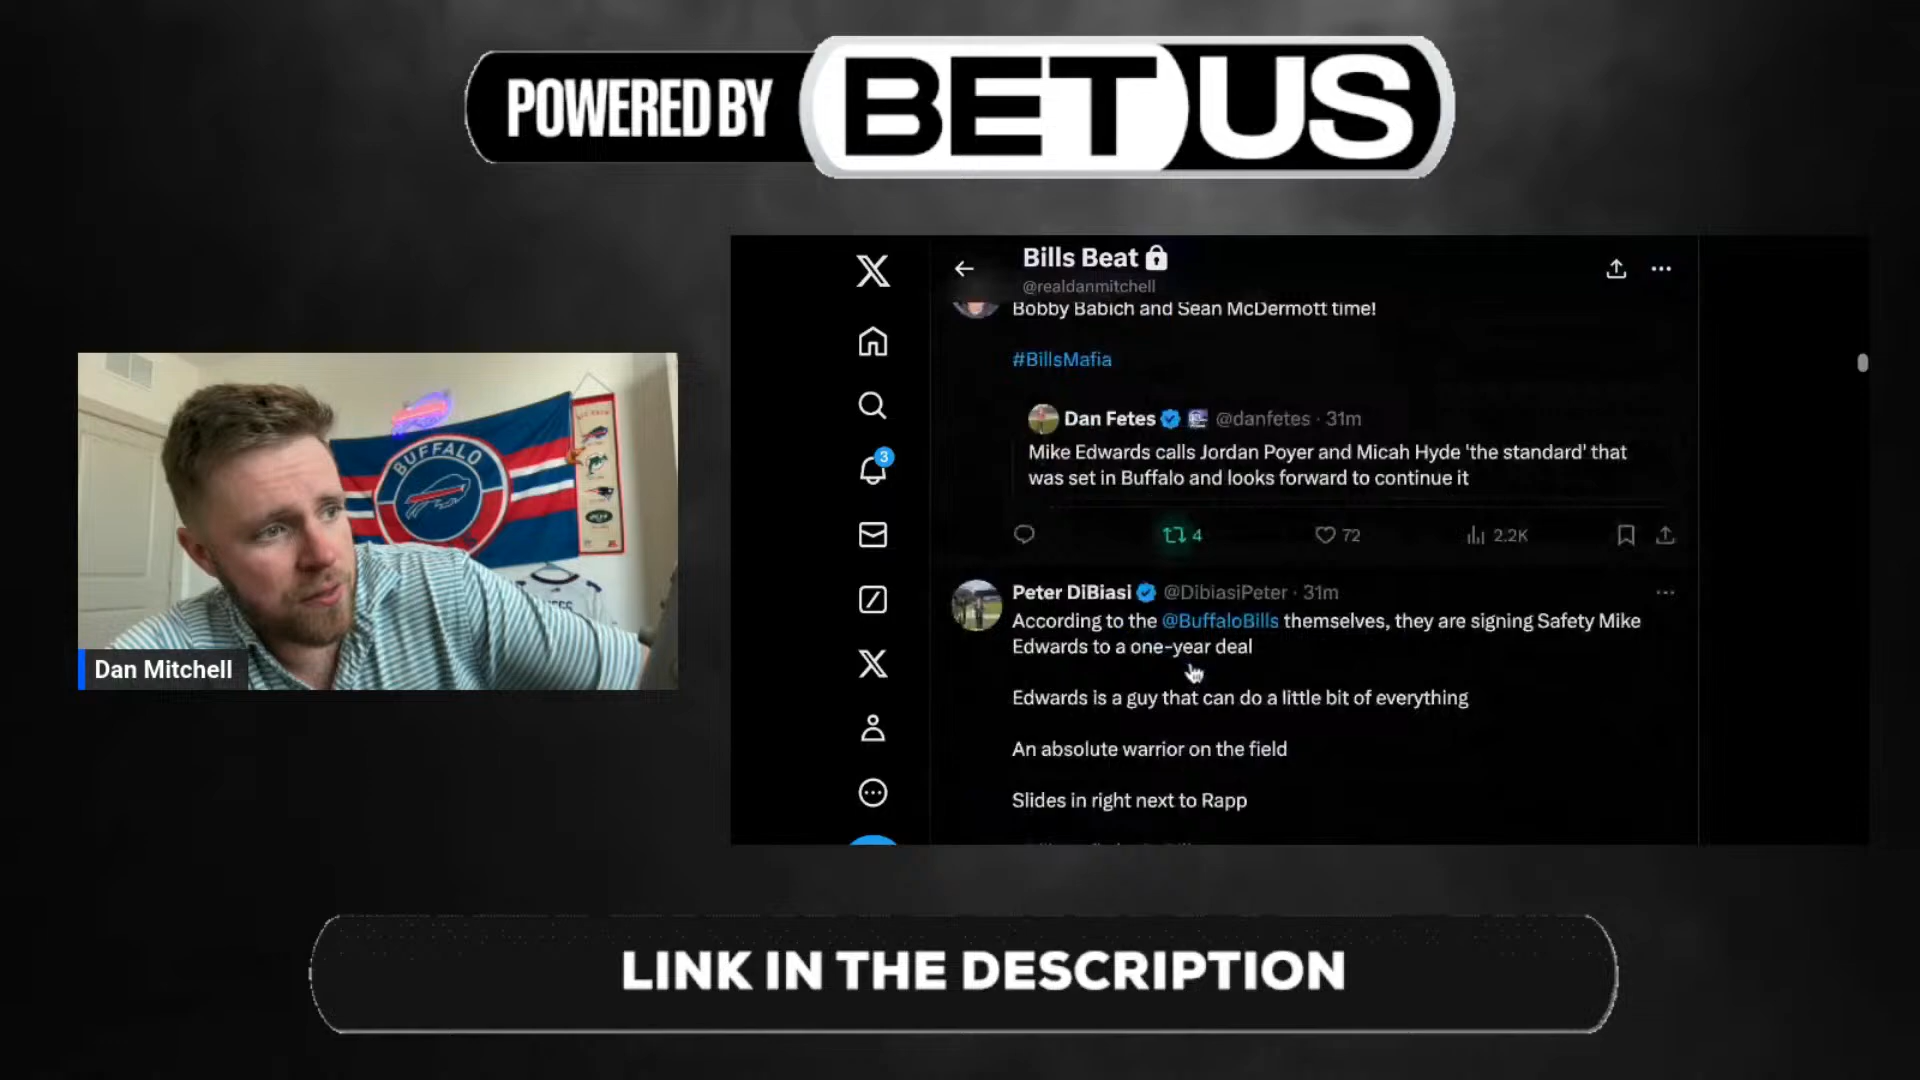 POWERED BY BETUS
Bills Beat
@realdanmitchell
Bobby Babich and Sean McDermott time!
#BillsMafia
Dan Fetes @danfetes · 31m
Mike Edwards calls Jordan Poyer and Micah Hyde 'the standard' that
was set in Buffalo and looks forward to continue it
4 72 2.2K
3
Peter DiBiasi @DibiasiPeter · 31m
According to the @BuffaloBills themselves, they are signing Safety Mike
Edwards to a one-year deal
Edwards is a guy that can do a little bit of everything
An absolute warrior on the field
Slides in right next to Rapp
BUFFALO
Dan Mitchell
LINK IN THE DESCRIPTION